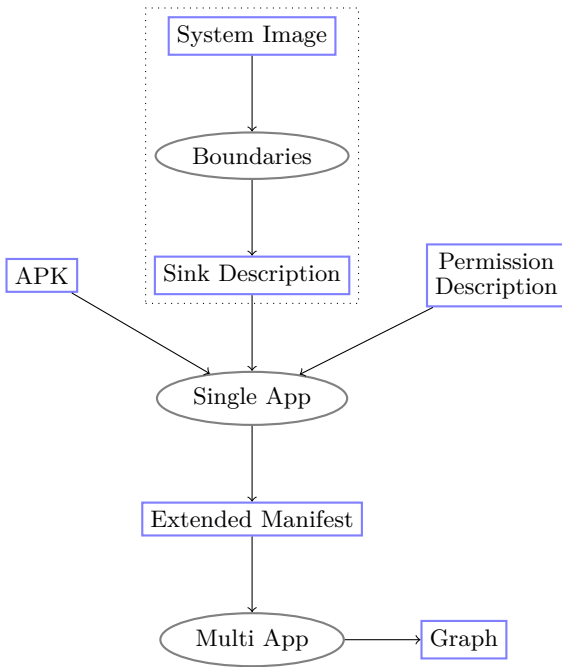 System Image
Boundaries
Sink Description
APK
Permission
Description
Single App
Extended Manifest
Multi App
Graph